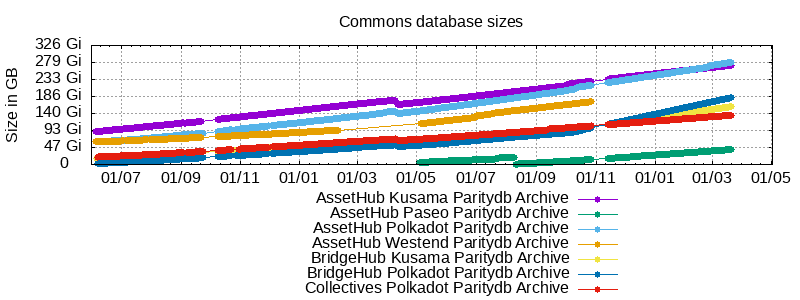 Commons database sizes
Size in GB
326 Gi
279 Gi
233 Gi
186 Gi
140 Gi
93 Gi
47 Gi
0
01/07 01/09 01/11 01/01 01/03 01/05 01/07 01/09 01/11 01/01 01/03 01/05
AssetHub Kusama Paritydb Archive
AssetHub Paseo Paritydb Archive
AssetHub Polkadot Paritydb Archive
AssetHub Westend Paritydb Archive
BridgeHub Kusama Paritydb Archive
BridgeHub Polkadot Paritydb Archive
Collectives Polkadot Paritydb Archive